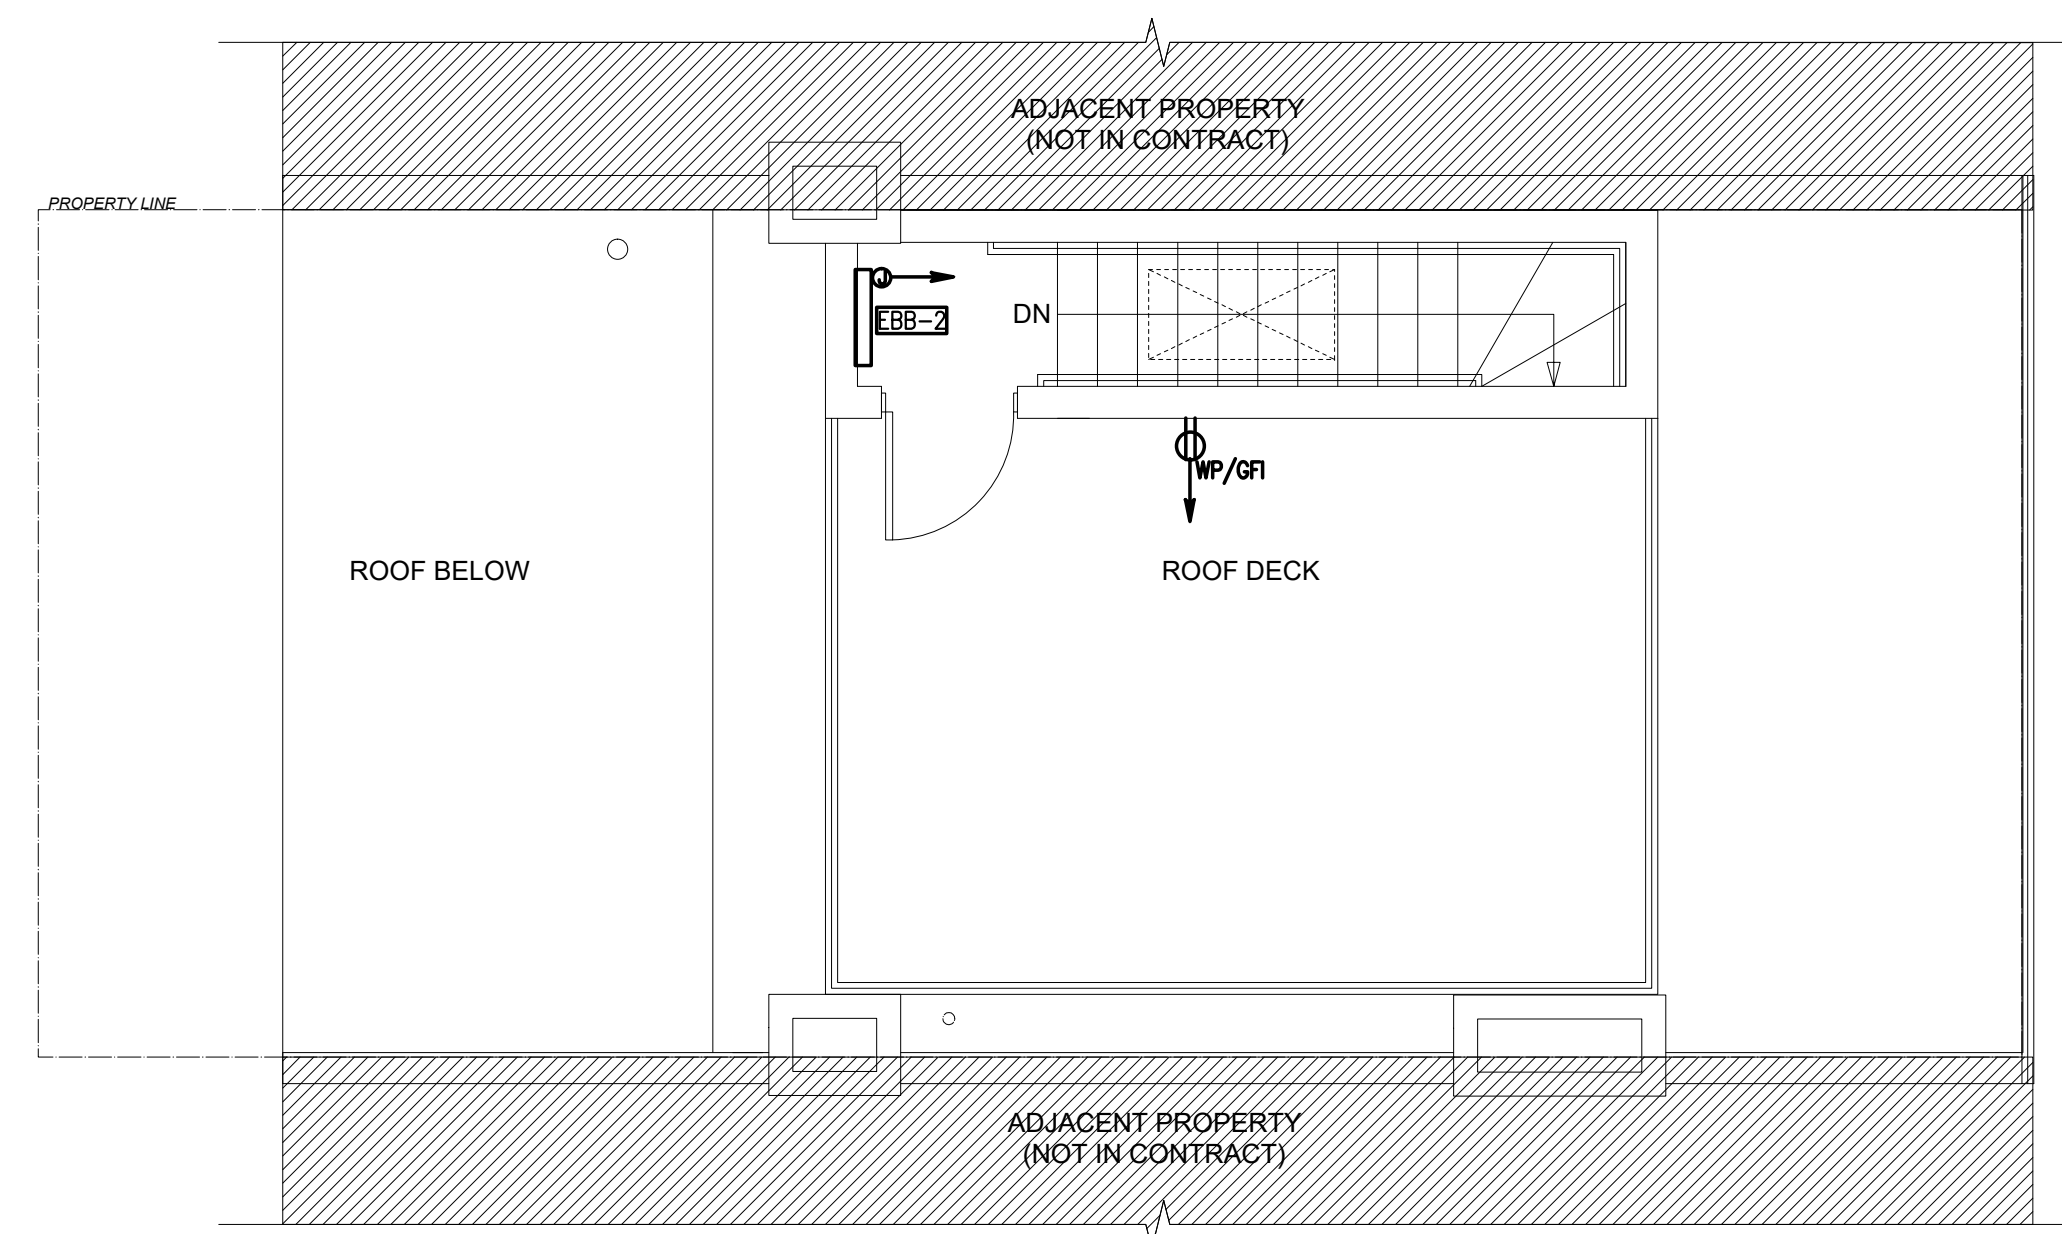 ADJACENT PROPERTY
(NOT IN CONTRACT)
PROPERTY LINE
J
EBB-2
DN
WP/GFI
ROOF BELOW
ROOF DECK
ADJACENT PROPERTY
(NOT IN CONTRACT)